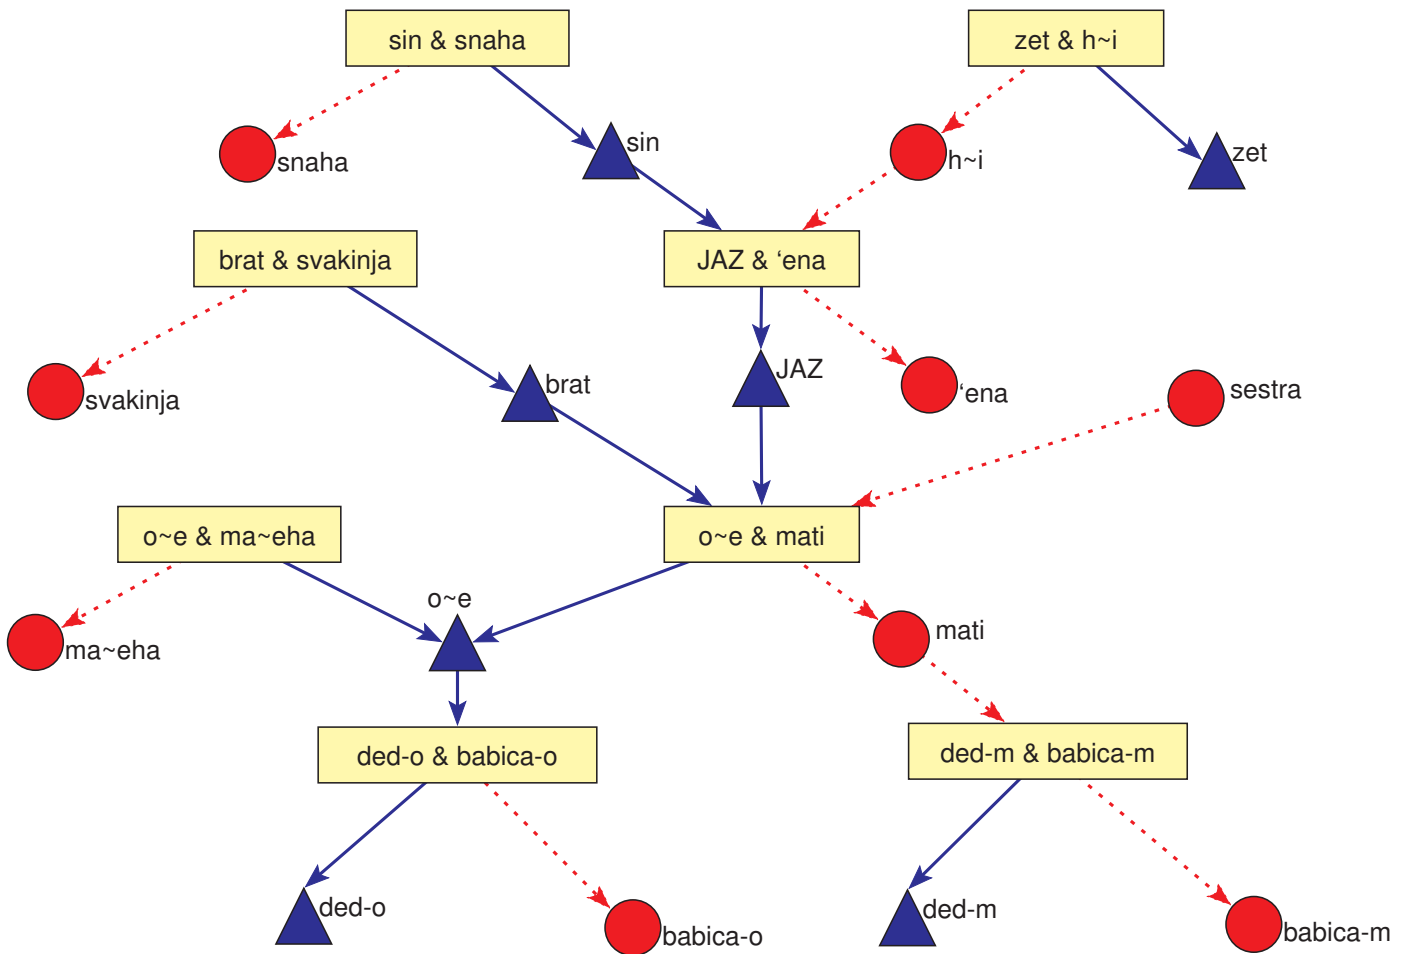 sin & snaha
zet & h~i
sin
zet
snaha
h~i
brat & svakinja
JAZ & ‘ena
JAZ
brat
‘ena
sestra
svakinja
o~e & ma~eha
o~e & mati
o~e
mati
ma~eha
ded-o & babica-o
ded-m & babica-m
ded-o
ded-m
babica-o
babica-m